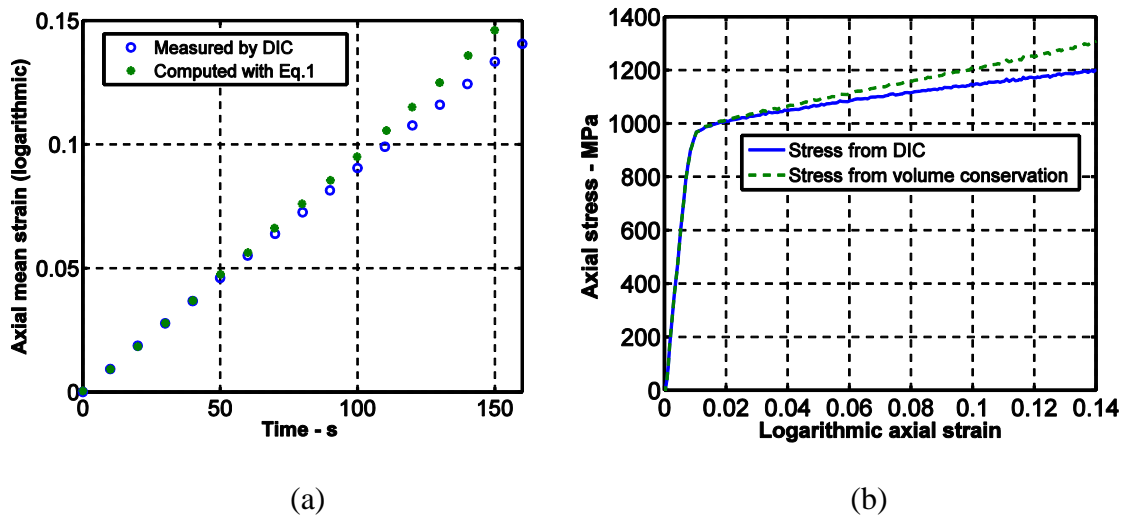 0.15
0.1
0.05
0
0
50
100
150
Axial mean strain (logarithmic)
Time - s
Measured by DIC
Computed with Eq.1
(a)
1400
1200
1000
800
600
400
200
0
0
0.02
0.04
0.06
0.08
0.1
0.12
0.14
Axial stress - MPa
Logarithmic axial strain
Stress from DIC
Stress from volume conservation
(b)